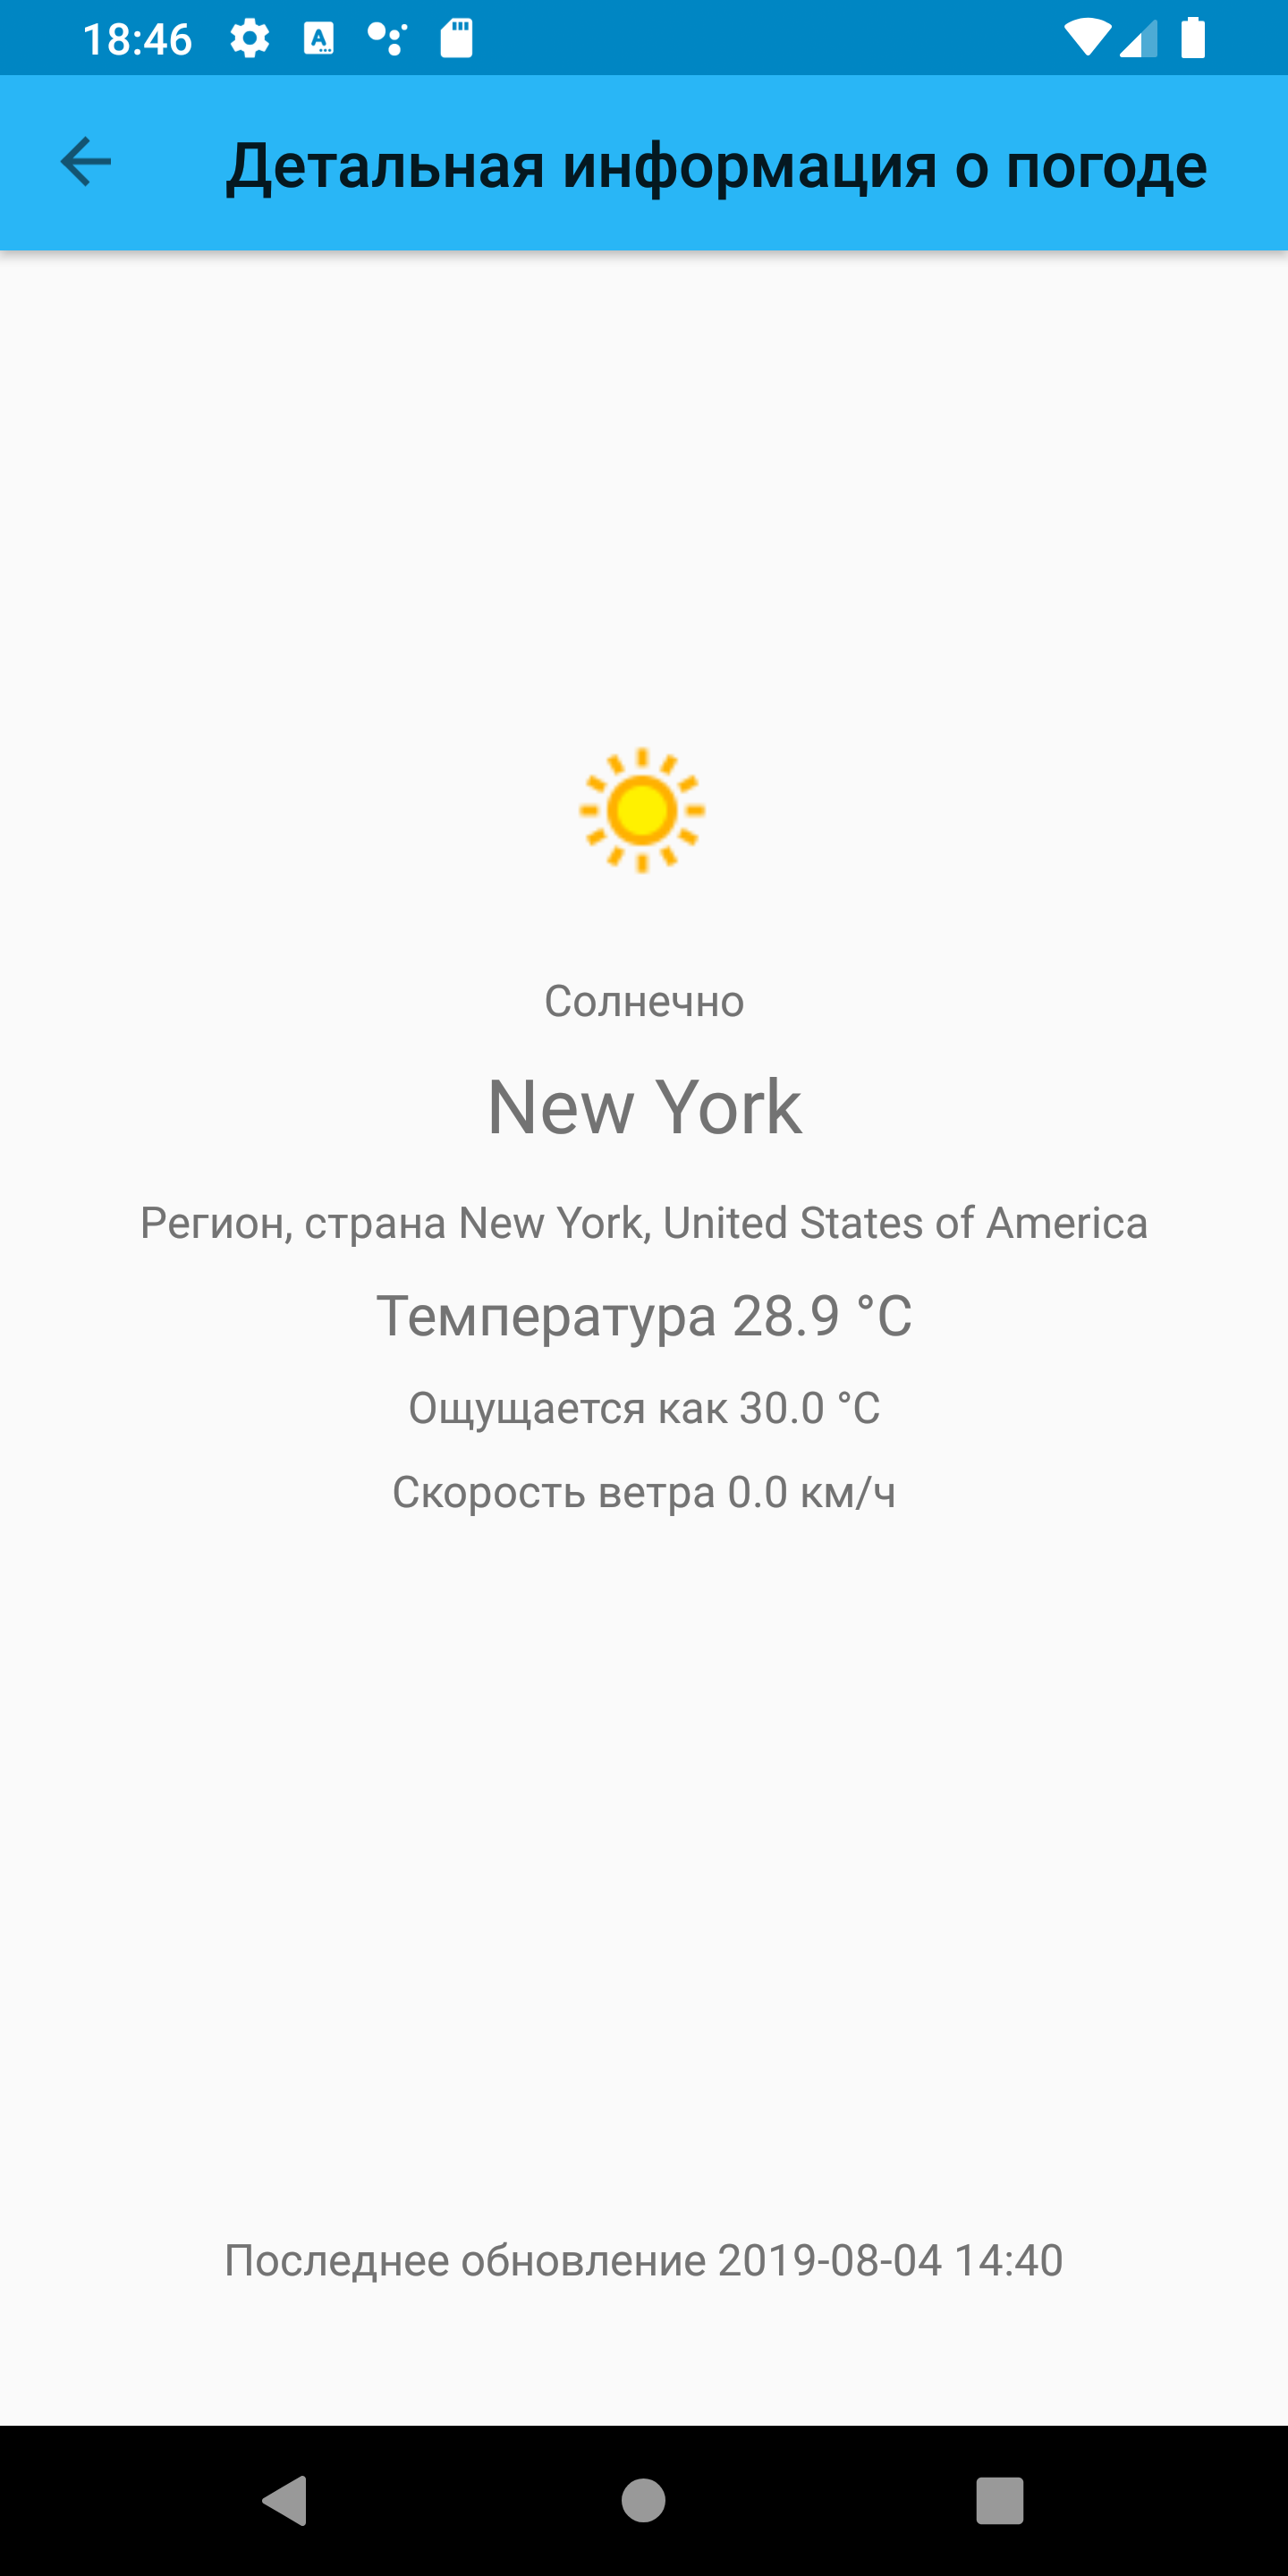 18:46
Детальная информация о погоде
Солнечно
New York
Регион, страна New York, United States of America
Температура 28.9 °C
Ощущается как 30.0 °C
Скорость ветра 0.0 км/ч
Последнее обновление 2019-08-04 14:40